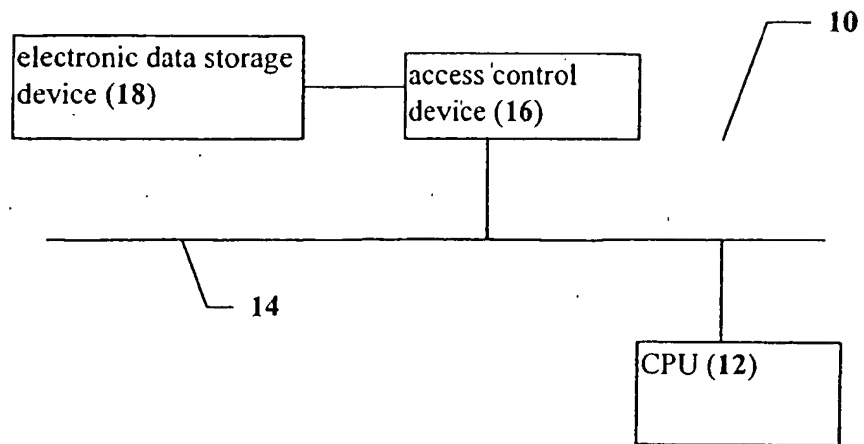 10
electronic data storage
device (18)
access control
device (16)
14
CPU (12)